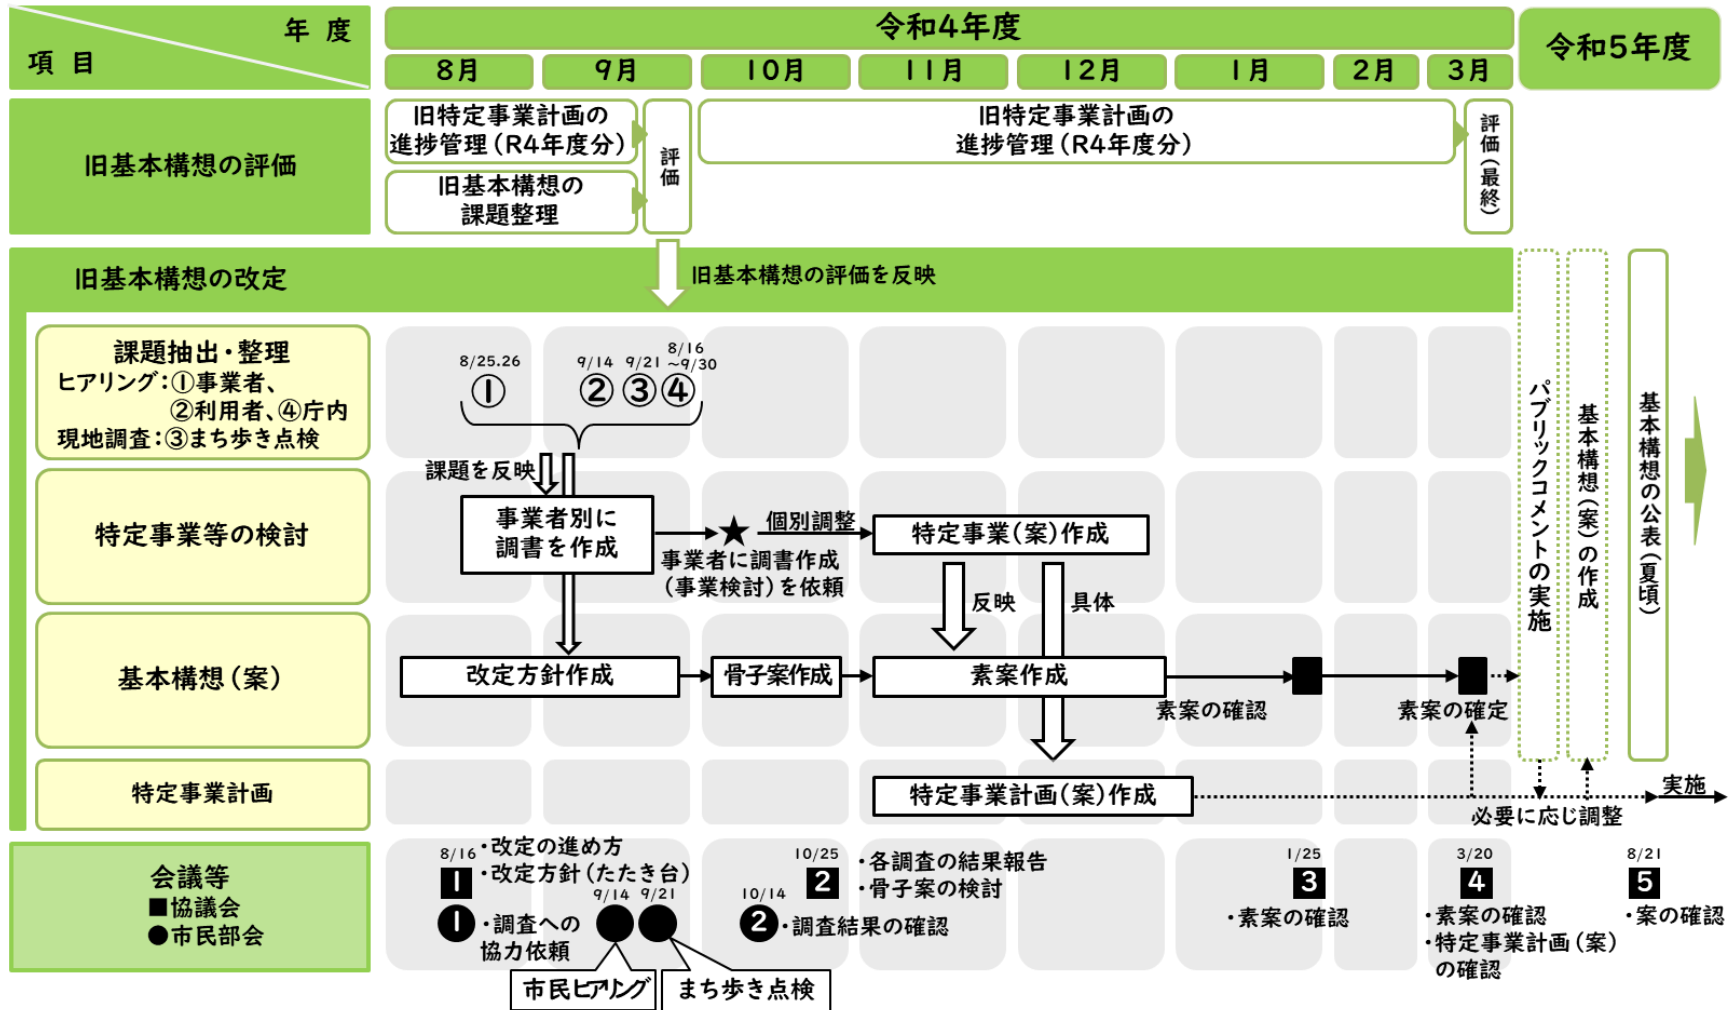 年 度
項 目
令和4年度
令和5年度
8月
9月
10月
11月
12月
1月
2月
3月
旧基本構想の評価
旧特定事業計画の
進捗管理（R4年度分）
旧基本構想の
課題整理
評価
旧特定事業計画の
進捗管理（R4年度分）
評価（最終）
旧基本構想の改定
旧基本構想の評価を反映
課題抽出・整理
ヒアリング：①事業者、
②利用者、④庁内
現地調査：③まち歩き点検
8/25.26
①
9/14
②
9/21
③
8/16
～9/30
④
課題を反映
特定事業等の検討
事業者別に
調書を作成
★
個別調整
事業者に調書作成
（事業検討）を依頼
特定事業（案）作成
反映
具体
基本構想（案）
改定方針作成
骨子案作成
素案作成
素案の確認
素案の確定
特定事業計画
特定事業計画（案）作成
パブリックコメントの実施
基本構想（案）の作成
基本構想の公表（夏頃）
必要に応じ調整
実施
会議等
■協議会
●市民部会
8/16
1
・改定の進め方
・改定方針（たたき台）
1
・調査への
協力依頼
9/14
9/21
市民ヒアリング
まち歩き点検
10/25
2
・各調査の結果報告
・骨子案の検討
10/14
2
・調査結果の確認
1/25
3
・素案の確認
3/20
4
・素案の確認
・特定事業計画（案）
の確認
8/21
5
・案の確認